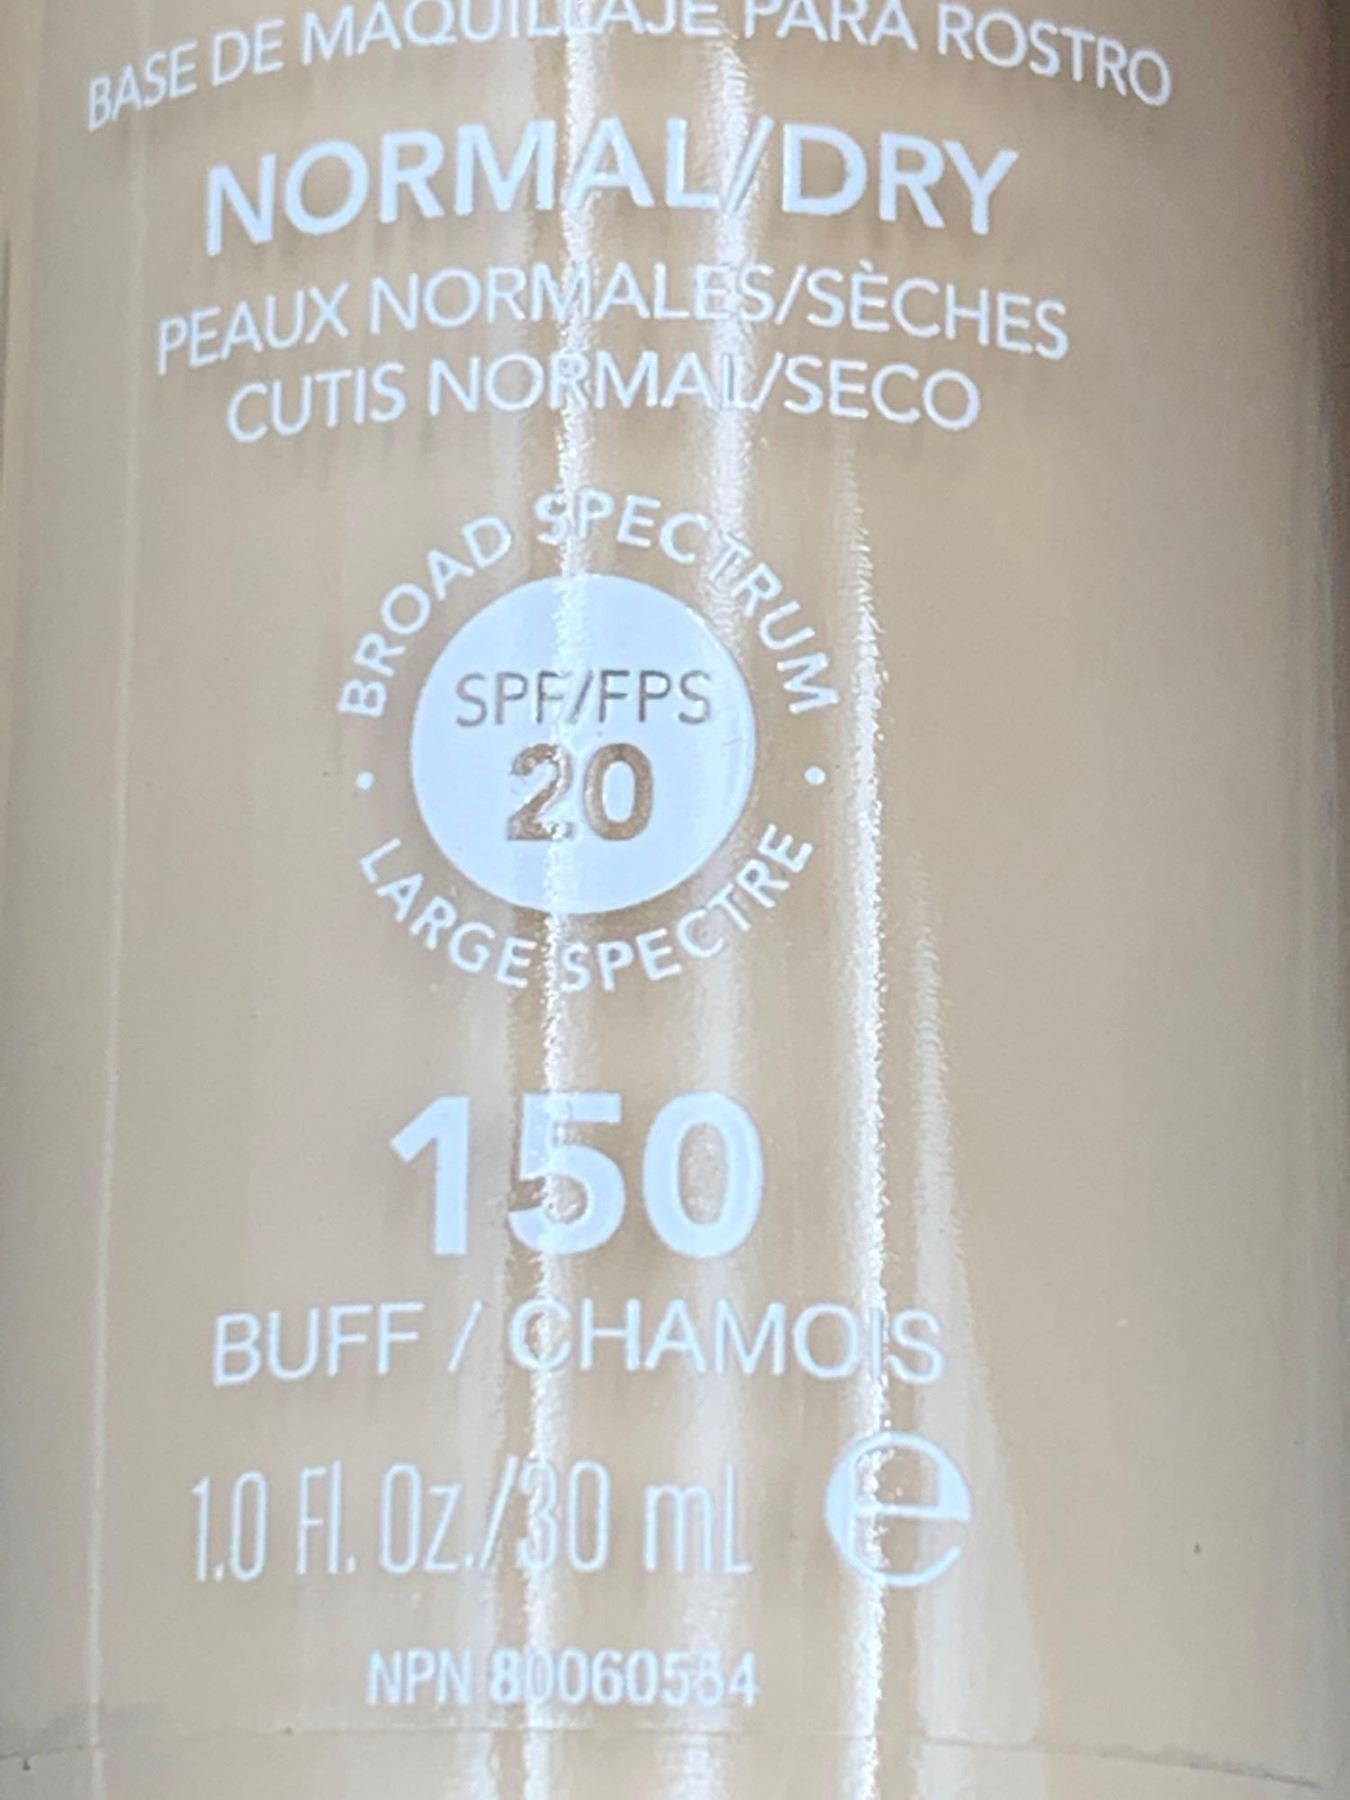 BASE DE MAQUILLAJE PARA ROSTRO
NORMAL/DRY
PEAUX NORMALES/SÈCHES
CUTIS NORMAL/SECO
BROAD SPECTRUM
SPF/FPS
20
• LARGE SPECTRE •
150
BUFF / CHAMOIS
1.0 Fl. Oz./30 mL e
NPN